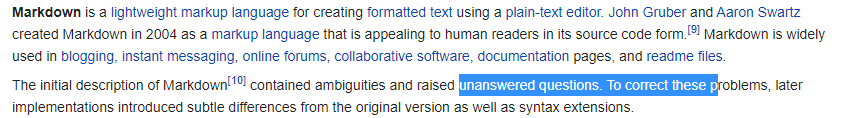 Markdown is a lightweight markup language for creating formatted text using a plain-text editor. John Gruber and Aaron Swartz
created Markdown in 2004 as a markup language that is appealing to human readers in its source code form.[9] Markdown is widely
used in blogging, instant messaging, online forums, collaborative software, documentation pages, and readme files.
The initial description of Markdown[10] contained ambiguities and raised unanswered questions. To correct these problems, later
implementations introduced subtle differences from the original version as well as syntax extensions.